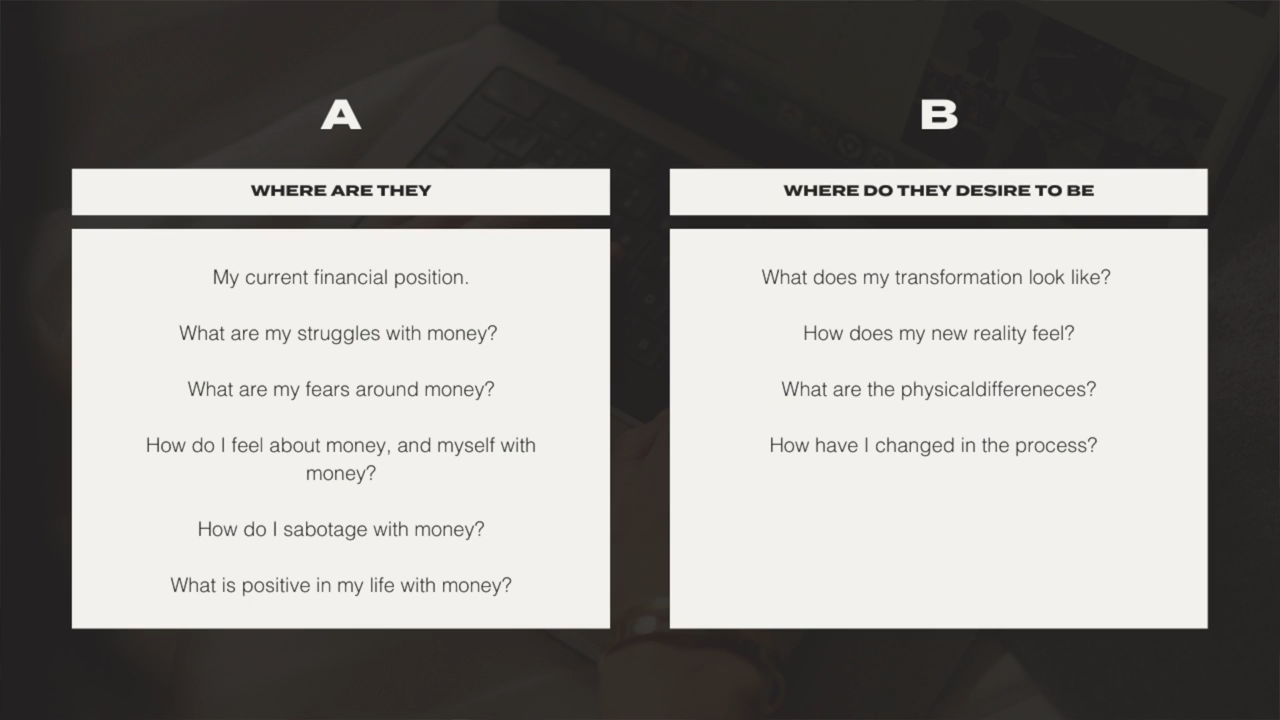 A
WHERE ARE THEY
My current financial position.
What are my struggles with money?
What are my fears around money?
How do I feel about money, and myself with
money?
How do I sabotage with money?
What is positive in my life with money?
B
WHERE DO THEY DESIRE TO BE
What does my transformation look like?
How does my new reality feel?
What are the physicaldiffereneces?
How have I changed in the process?